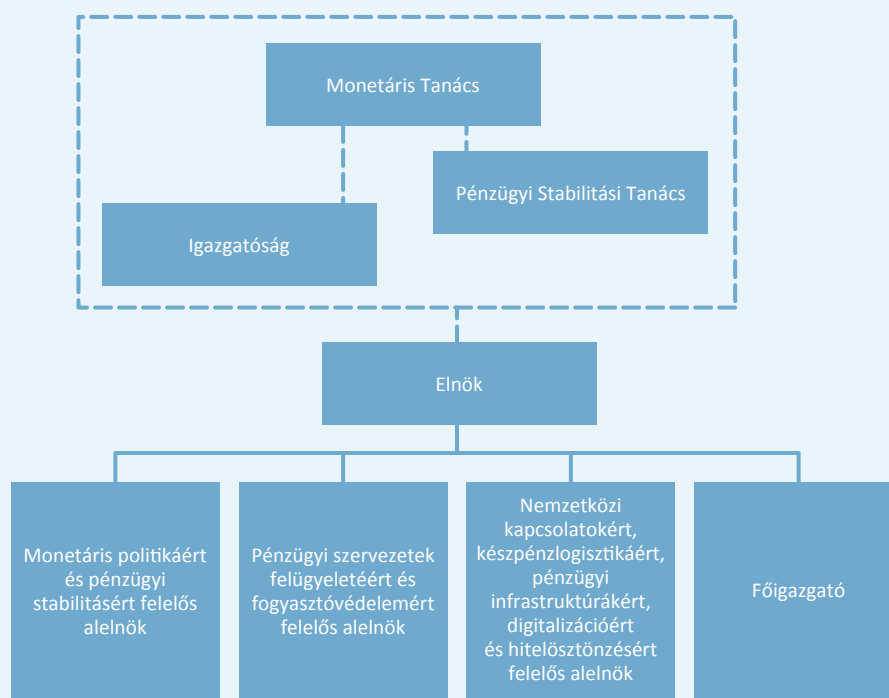 Monetáris Tanács
Pénzügyi Stabilitási Tanács
Igazgatóság
Elnök
Monetáris politikáért
és pénzügyi
stabilitásért felelős
alelnök
Pénzügyi szervezetek
felügyeletéért és
fogyasztóvédelemért
felelős alelnök
Nemzetközi
kapcsolatokért,
készpénzlogisztikáért,
pénzügyi
infrastruktúrákért,
digitalizációért
és hitelösztönzésért
felelős alelnök
Főigazgató